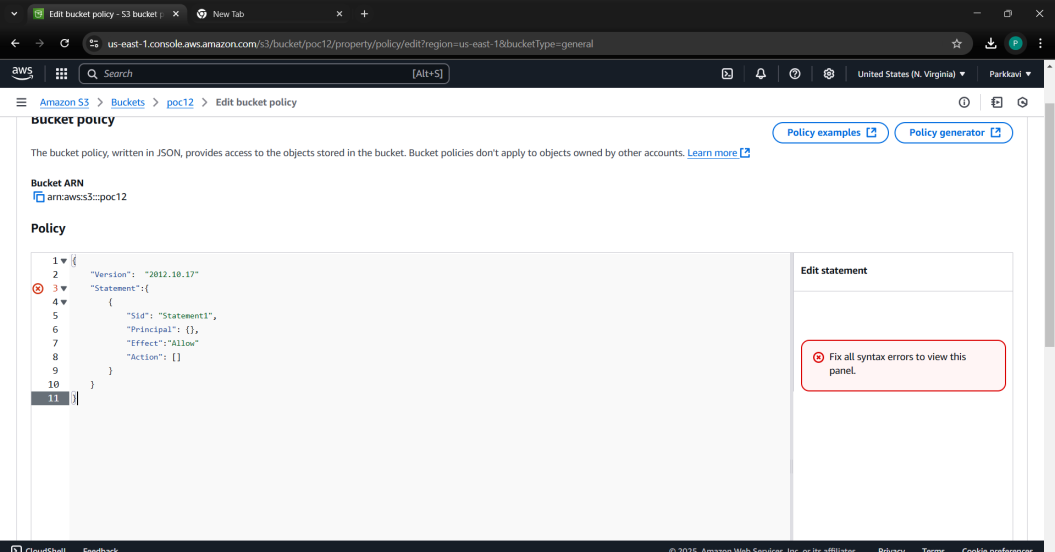 Edit bucket policy - S3 bucket p
New Tab
us-east-1.console.aws.amazon.com/s3/bucket/poc12/property/policy/edit?region=us-east-1&bucketType=general
P
aws
Search
[Alt+S]
United States (N. Virginia) ▼
Parkkavi ▼
Amazon S3 > Buckets > poc12 > Edit bucket policy
Bucket policy
Policy examples
Policy generator
The bucket policy, written in JSON, provides access to the objects stored in the bucket. Bucket policies don't apply to objects owned by other accounts. Learn more
Bucket ARN
arn:aws:s3:::poc12
Policy
1 {
2 "Version":  "2012.10.17"
3 "Statement":{
4 {
5 "Sid": "Statement1",
6 "Principal": {},
7 "Effect":"Allow"
8 "Action": []
9 }
10 }
11 }
Edit statement
Fix all syntax errors to view this
panel.
CloudShell
Feedback
© 2025, Amazon Web Services, Inc. or its affiliates.
Privacy
Terms
Cookie preferences